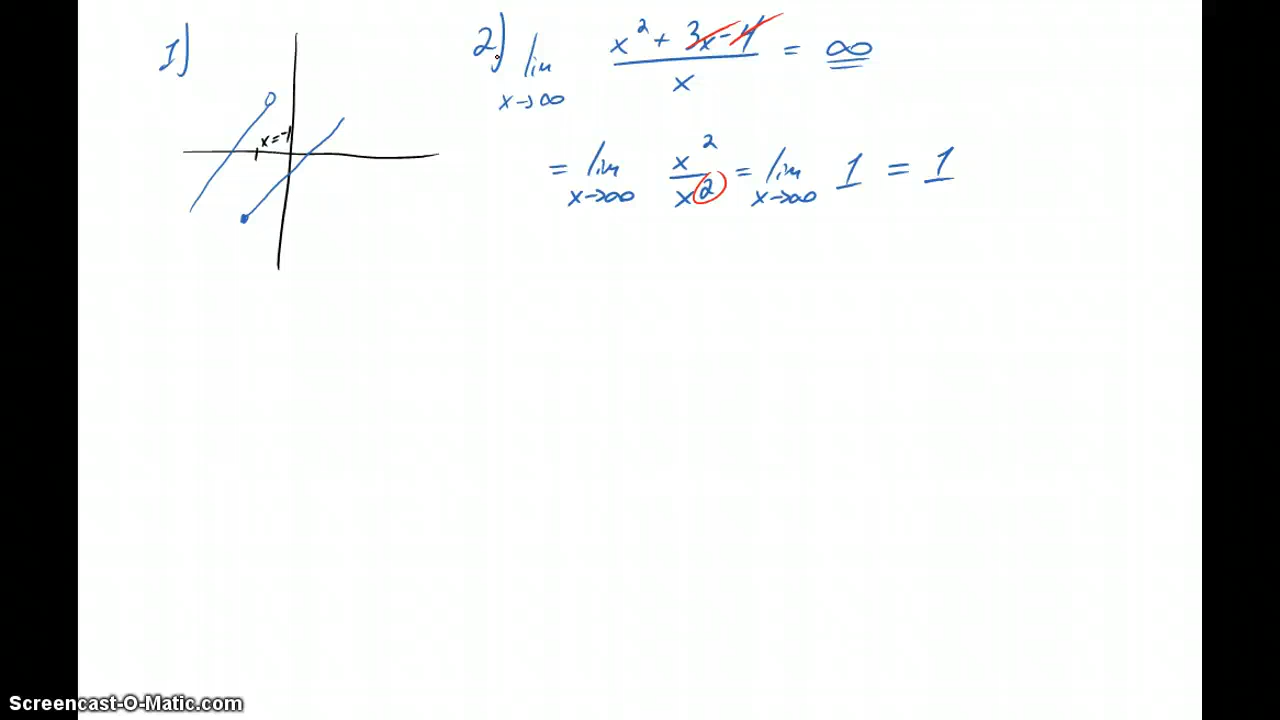 1)
x=-1
2) lim x→∞ x² + 3x-4 / x = ∞
= lim x→∞ x² / x² = lim x→∞ 1 = 1
Screencast-O-Matic.com